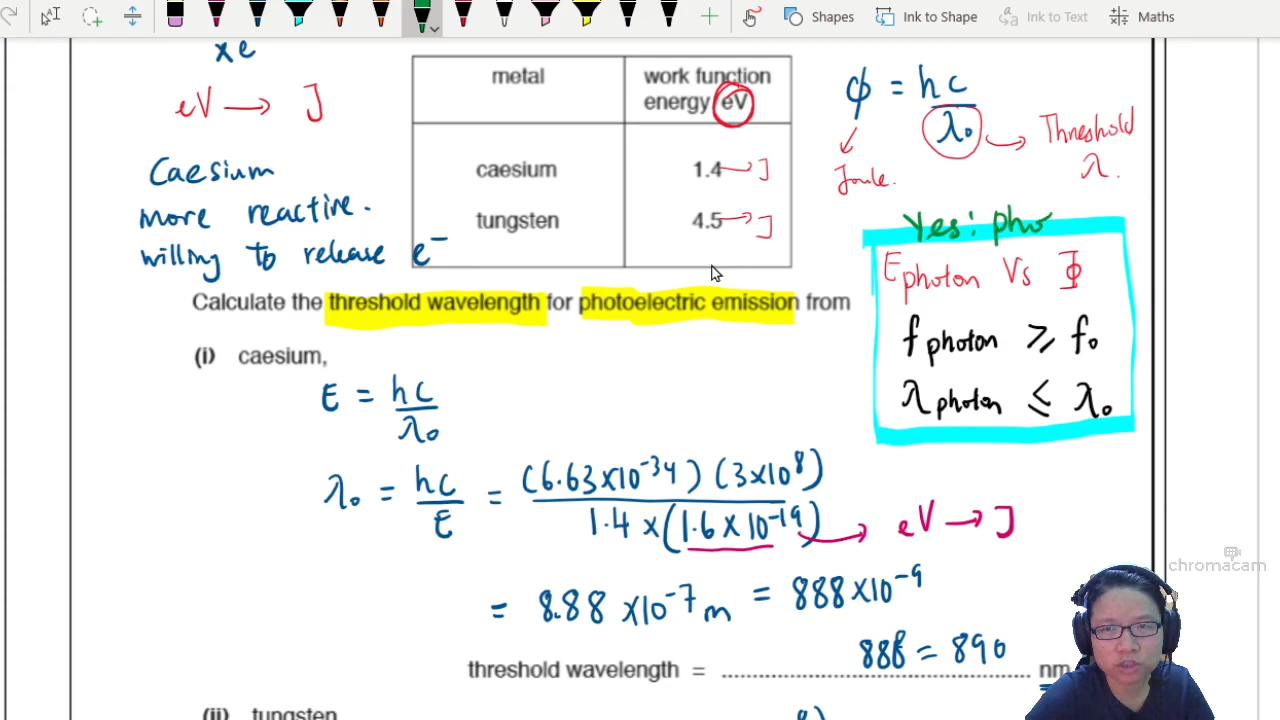 Shapes
Ink to Shape
Ink to Text
Maths
xe
eV → J
metal
work function
energy eV
caesium
1.4 → J
tungsten
4.5 → J
ϕ = hc
λ₀
→ Threshold
λ.
Joule.
Caesium
more reactive.
willing to release e⁻
Yes: pho
E photon Vs Φ
f photon ⩾ f₀
λ photon ⩽ λ₀
Calculate the threshold wavelength for photoelectric emission from
(i) caesium,
E = hc
λ₀
λ₀ = hc = (6.63×10⁻³⁴) (3×10⁸)
E 1.4 × (1.6 × 10⁻¹⁹) → eV → J
= 8.88 ×10⁻⁷ m = 888×10⁻⁹
888 = 890
threshold wavelength = nm
(ii) tungsten
chromacam